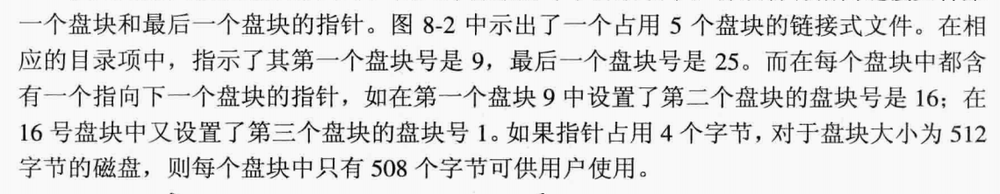 一个盘块和最后一个盘块的指针。图 8-2 中示出了一个占用 5 个盘块的链接式文件。在相
应的目录项中，指示了其第一个盘块号是 9，最后一个盘块号是 25。而在每个盘块中都含
有一个指向下一个盘块的指针，如在第一个盘块 9 中设置了第二个盘块的盘块号是 16；在
16 号盘块中又设置了第三个盘块的盘块号 1。如果指针占用 4 个字节，对于盘块大小为 512
字节的磁盘，则每个盘块中只有 508 个字节可供用户使用。